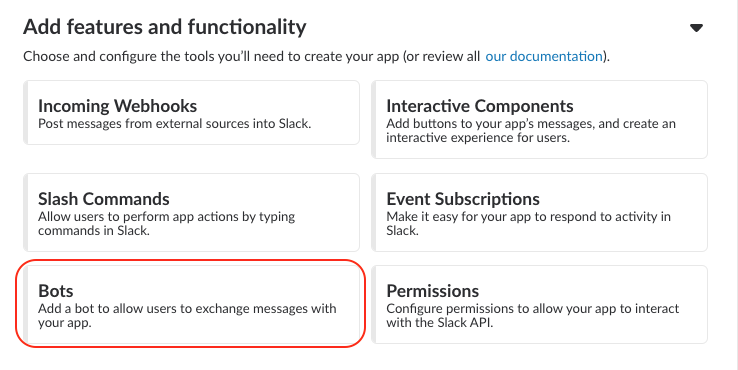 Add features and functionality
Choose and configure the tools you'll need to create your app (or review all our documentation).
Incoming Webhooks
Post messages from external sources into Slack.
Interactive Components
Add buttons to your app's messages, and create an
interactive experience for users.
Slash Commands
Allow users to perform app actions by typing
commands in Slack.
Event Subscriptions
Make it easy for your app to respond to activity in
Slack.
Bots
Add a bot to allow users to exchange messages with
your app.
Permissions
Configure permissions to allow your app to interact
with the Slack API.